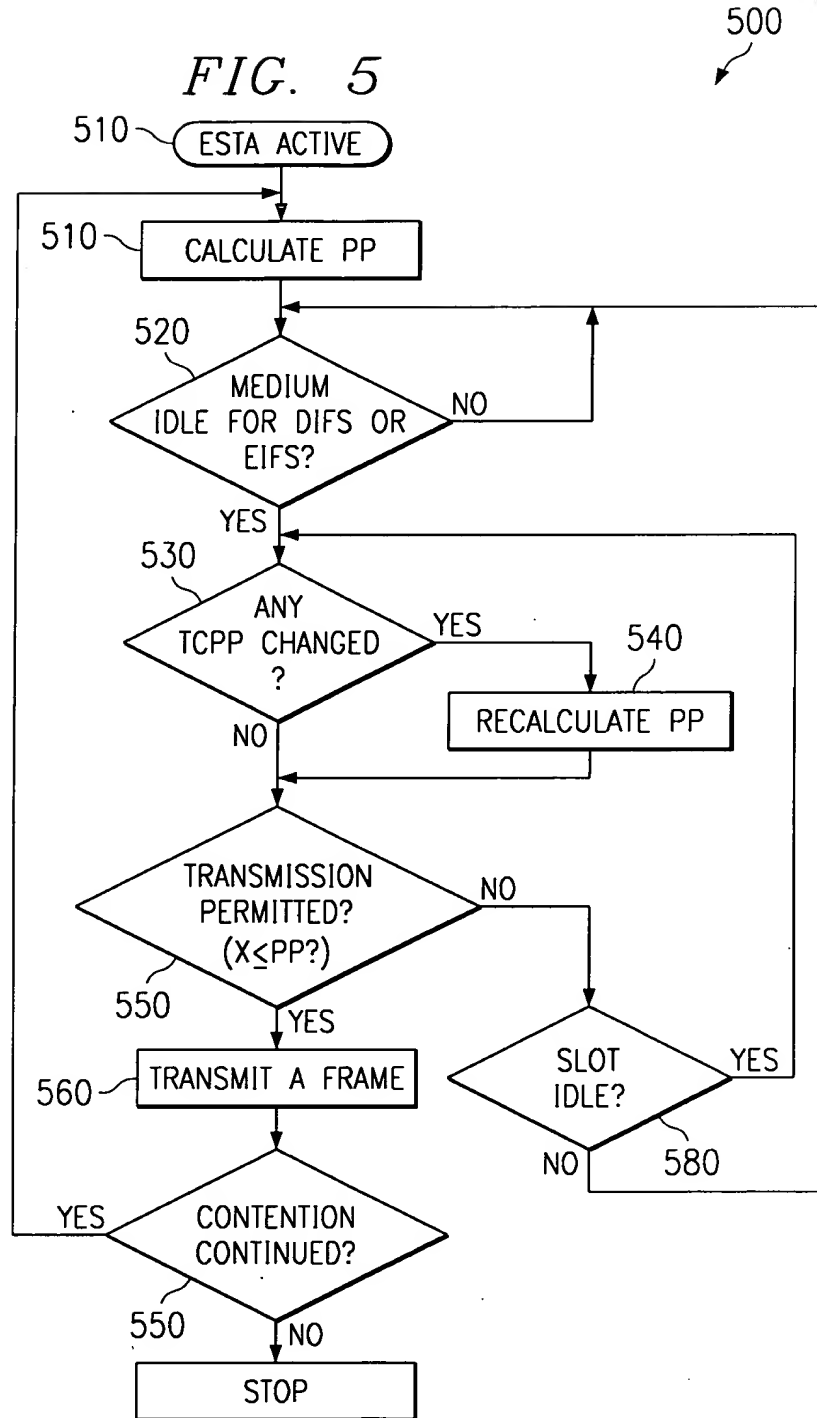 500
FIG. 5
510
ESTA ACTIVE
510
CALCULATE PP
520
MEDIUM
IDLE FOR DIFS OR
EIFS?
NO
YES
530
ANY
TCPP CHANGED
?
YES
540
RECALCULATE PP
NO
TRANSMISSION
PERMITTED?
(X≤PP?)
NO
550
YES
560
TRANSMIT A FRAME
SLOT
IDLE?
YES
580
NO
YES
CONTENTION
CONTINUED?
550
NO
STOP